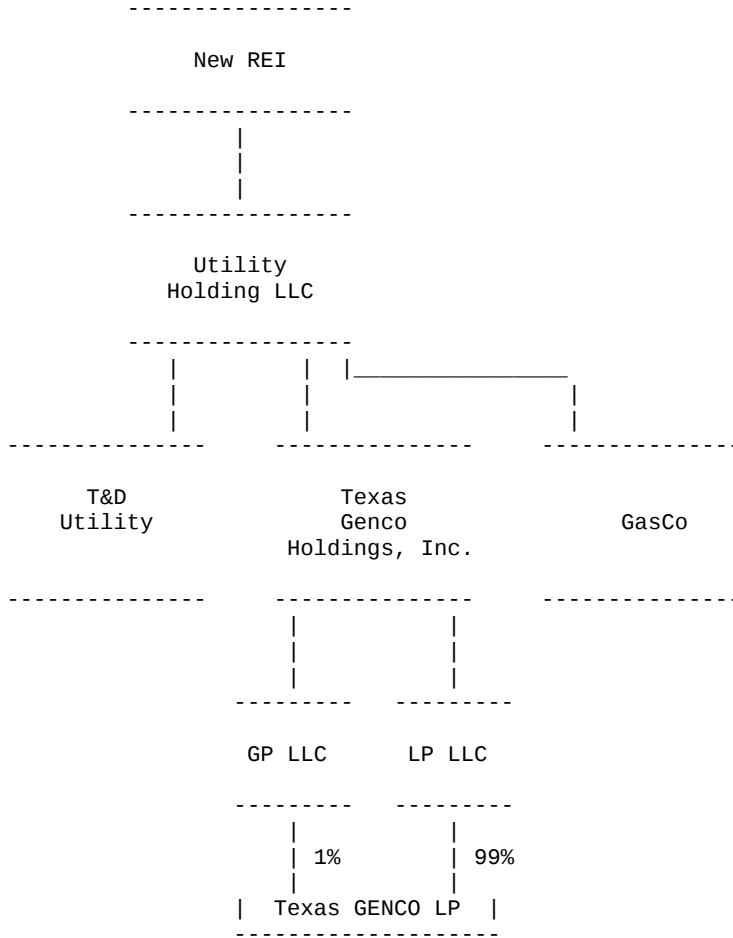 New REI
Utility
Holding LLC
T&D
Utility
Texas
Genco
Holdings, Inc.
GasCo
GP LLC
LP LLC
1%
99%
Texas GENCO LP